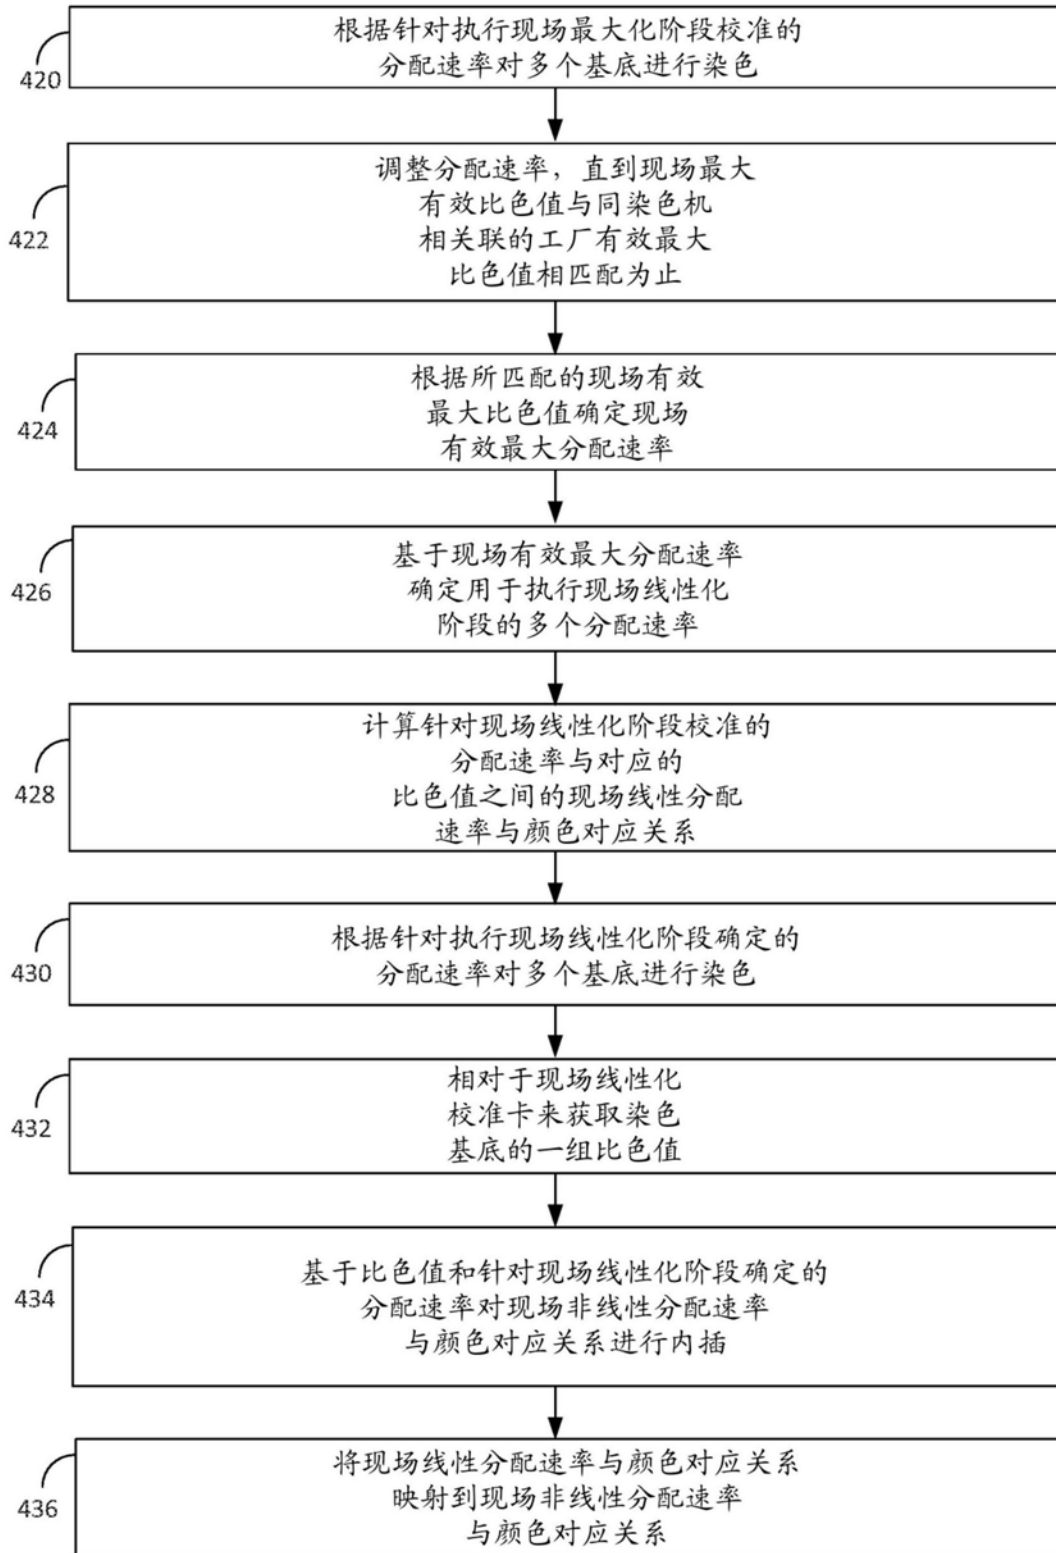 420
根据针对执行现场最大化阶段校准的
分配速率对多个基底进行染色
422
调整分配速率，直到现场最大
有效比色值与同染色机
相关联的工厂有效最大
比色值相匹配为止
424
根据所匹配的现场有效
最大比色值确定现场
有效最大分配速率
426
基于现场有效最大分配速率
确定用于执行现场线性化
阶段的多个分配速率
428
计算针对现场线性化阶段校准的
分配速率与对应的
比色值之间的现场线性分配
速率与颜色对应关系
430
根据针对执行现场线性化阶段确定的
分配速率对多个基底进行染色
432
相对于现场线性化
校准卡来获取染色
基底的一组比色值
434
基于比色值和针对现场线性化阶段确定的
分配速率对现场非线性分配速率
与颜色对应关系进行内插
436
将现场线性分配速率与颜色对应关系
映射到现场非线性分配速率
与颜色对应关系